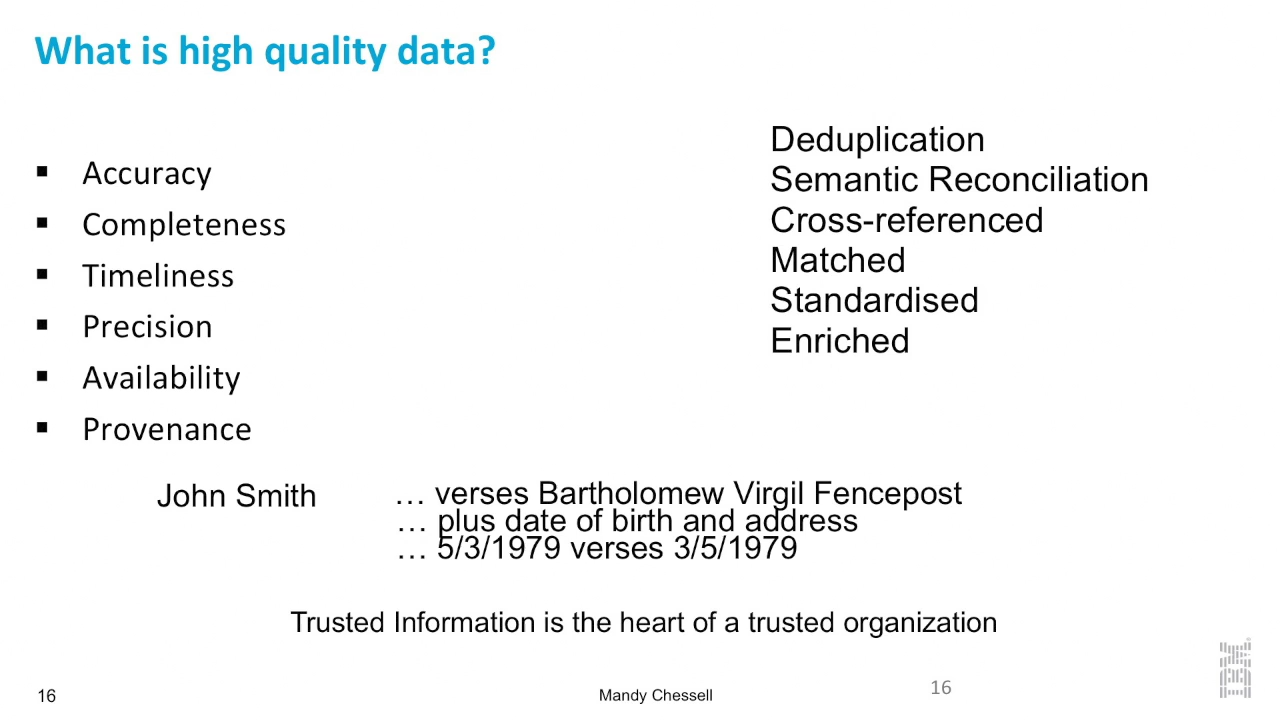 What is high quality data?
Accuracy
Completeness
Timeliness
Precision
Availability
Provenance
Deduplication
Semantic Reconciliation
Cross-referenced
Matched
Standardised
Enriched
John Smith
… verses Bartholomew Virgil Fencepost
… plus date of birth and address
… 5/3/1979 verses 3/5/1979
Trusted Information is the heart of a trusted organization
16
Mandy Chessell
16
IBM